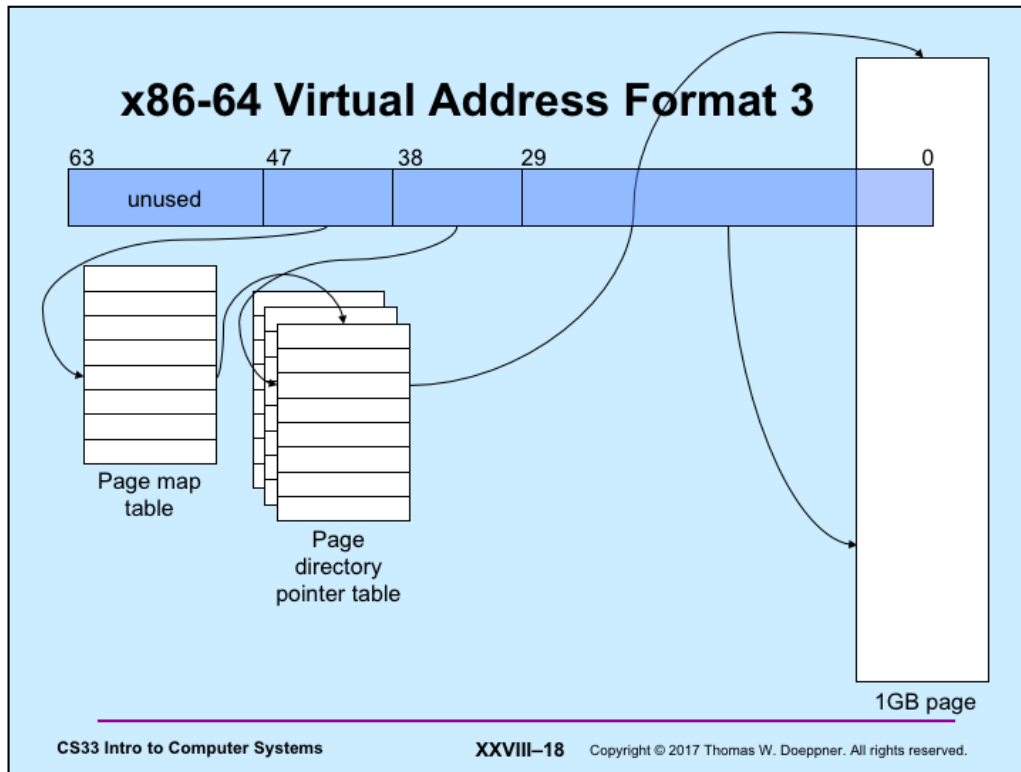 x86-64 Virtual Address Format 3
63 47 38 29 0
unused
Page map
table
Page
directory
pointer table
1GB page
CS33 Intro to Computer Systems XXVIII–18 Copyright © 2017 Thomas W. Doeppner. All rights reserved.